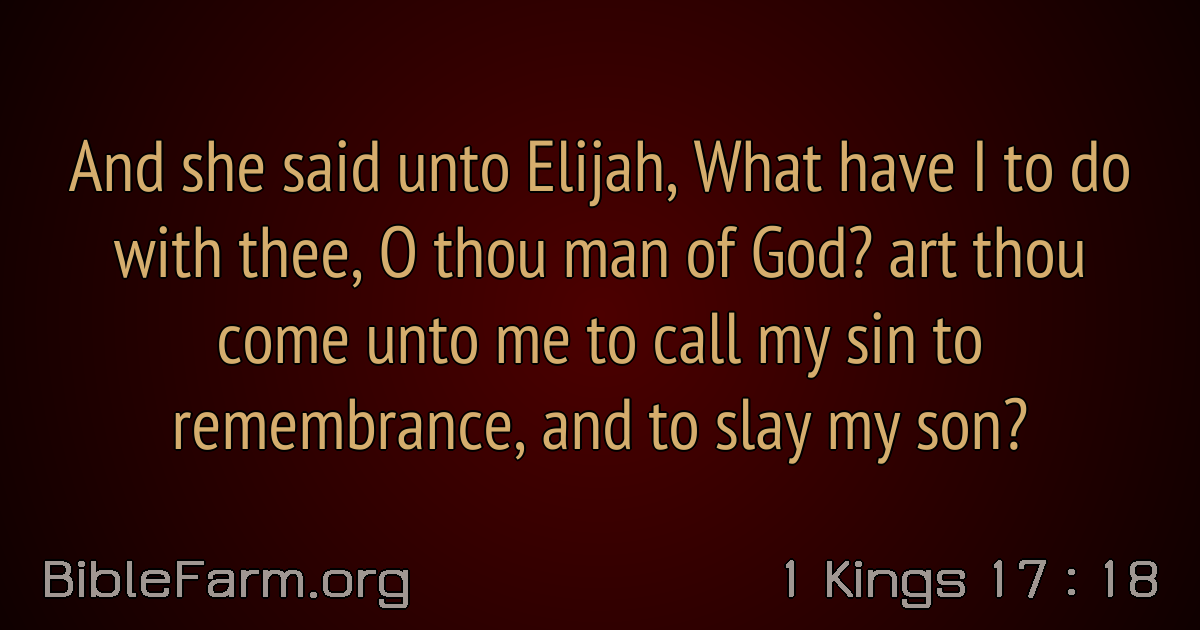 And she said unto Elijah, What have I to do
with thee, O thou man of God? art thou
come unto me to call my sin to
remembrance, and to slay my son?
BibleFarm.org
1 Kings 17 : 18